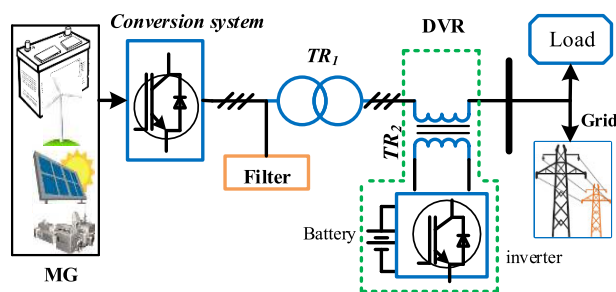 Conversion system
DVR
Load
TR1
Grid
TR2
Filter
Battery
inverter
MG